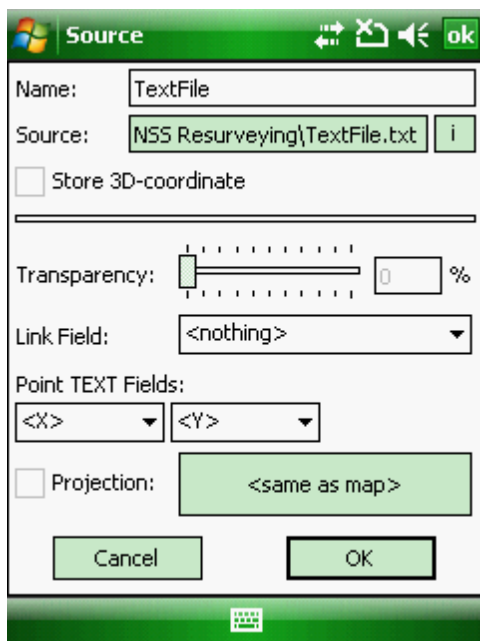 Source ok
Name: TextFile
Source: NSS Resurveying\TextFile.txt i
Store 3D-coordinate
Transparency: 0 %
Link Field: <nothing>
Point TEXT Fields:
<X> <Y>
Projection: <same as map>
Cancel OK